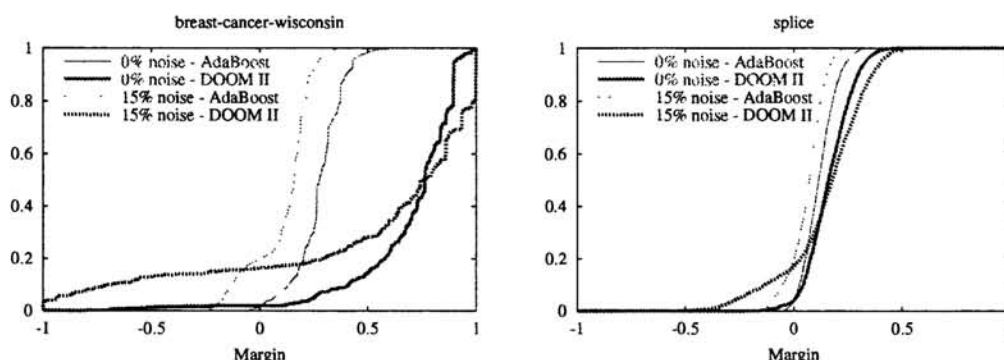 breast-cancer-wisconsin
1
0.8
0.6
0.4
0.2
0
0% noise - AdaBoost
0% noise - DOOM II
15% noise - AdaBoost
15% noise - DOOM II
-1
-0.5
0
0.5
1
Margin
splice
1
0.8
0.6
0.4
0.2
0
0% noise - AdaBoost
0% noise - DOOM II
15% noise - AdaBoost
15% noise - DOOM II
-1
-0.5
0
0.5
1
Margin